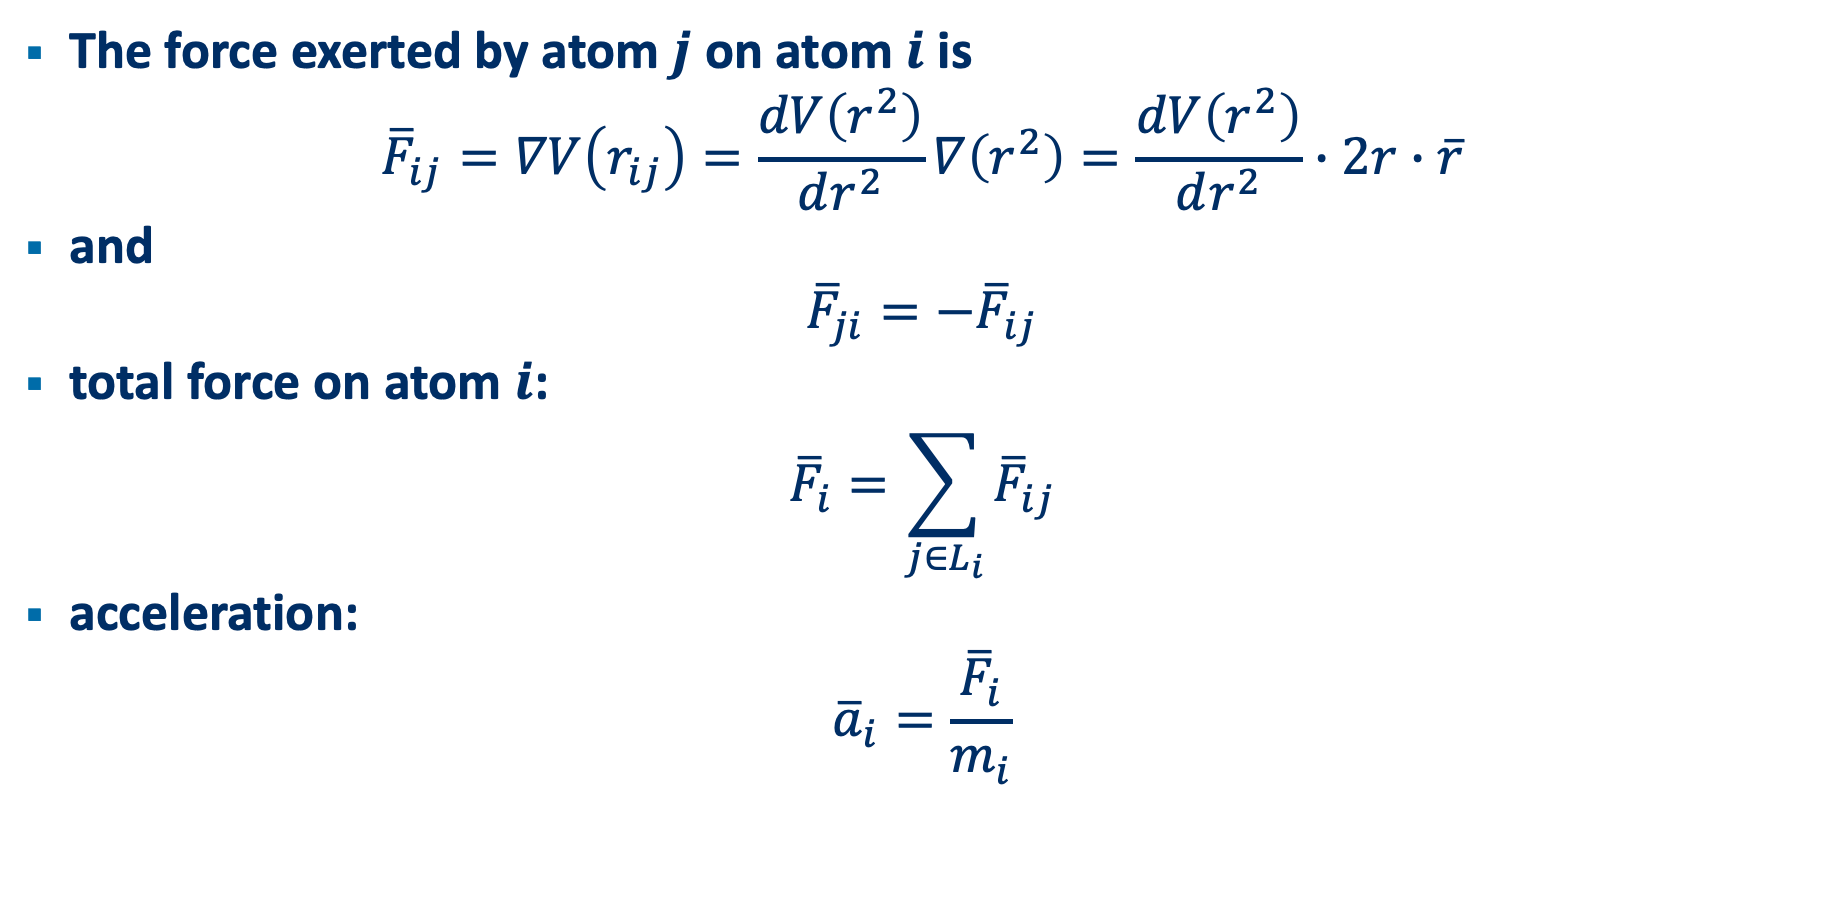 ▪ The force exerted by atom j on atom i is
F̅ᵢⱼ = ∇V(rᵢⱼ) = dV(r²)/dr² ∇(r²) = dV(r²)/dr² · 2r · r̅
▪ and
F̅ⱼᵢ = −F̅ᵢⱼ
▪ total force on atom i:
F̅ᵢ = ∑_{j∈Lᵢ} F̅ᵢⱼ
▪ acceleration:
a̅ᵢ = F̅ᵢ/mᵢ